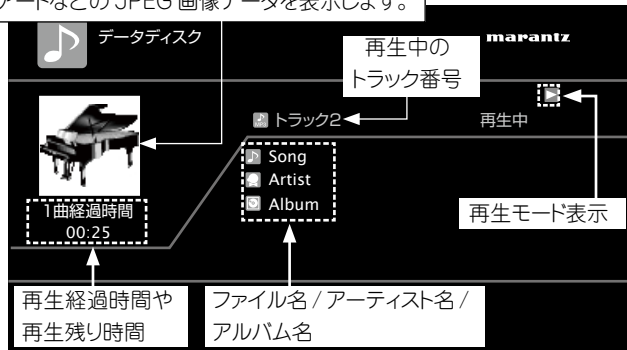 アートなどの JPEG 画像データを表示します。
データディスク
marantz
再生中の
トラック番号
MP3
トラック2
再生中
Song
Artist
Album
1曲経過時間
00:25
再生モード表示
再生経過時間や
再生残り時間
ファイル名 / アーティスト名 /
アルバム名